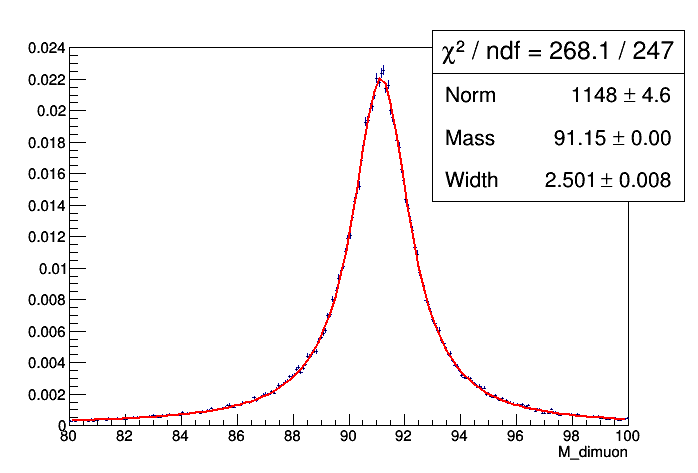 χ² / ndf = 268.1 / 247
Norm 1148 ± 4.6
Mass 91.15 ± 0.00
Width 2.501 ± 0.008
0.024
0.022
0.02
0.018
0.016
0.014
0.012
0.01
0.008
0.006
0.004
0.002
0
80 82 84 86 88 90 92 94 96 98 100
M_dimuon